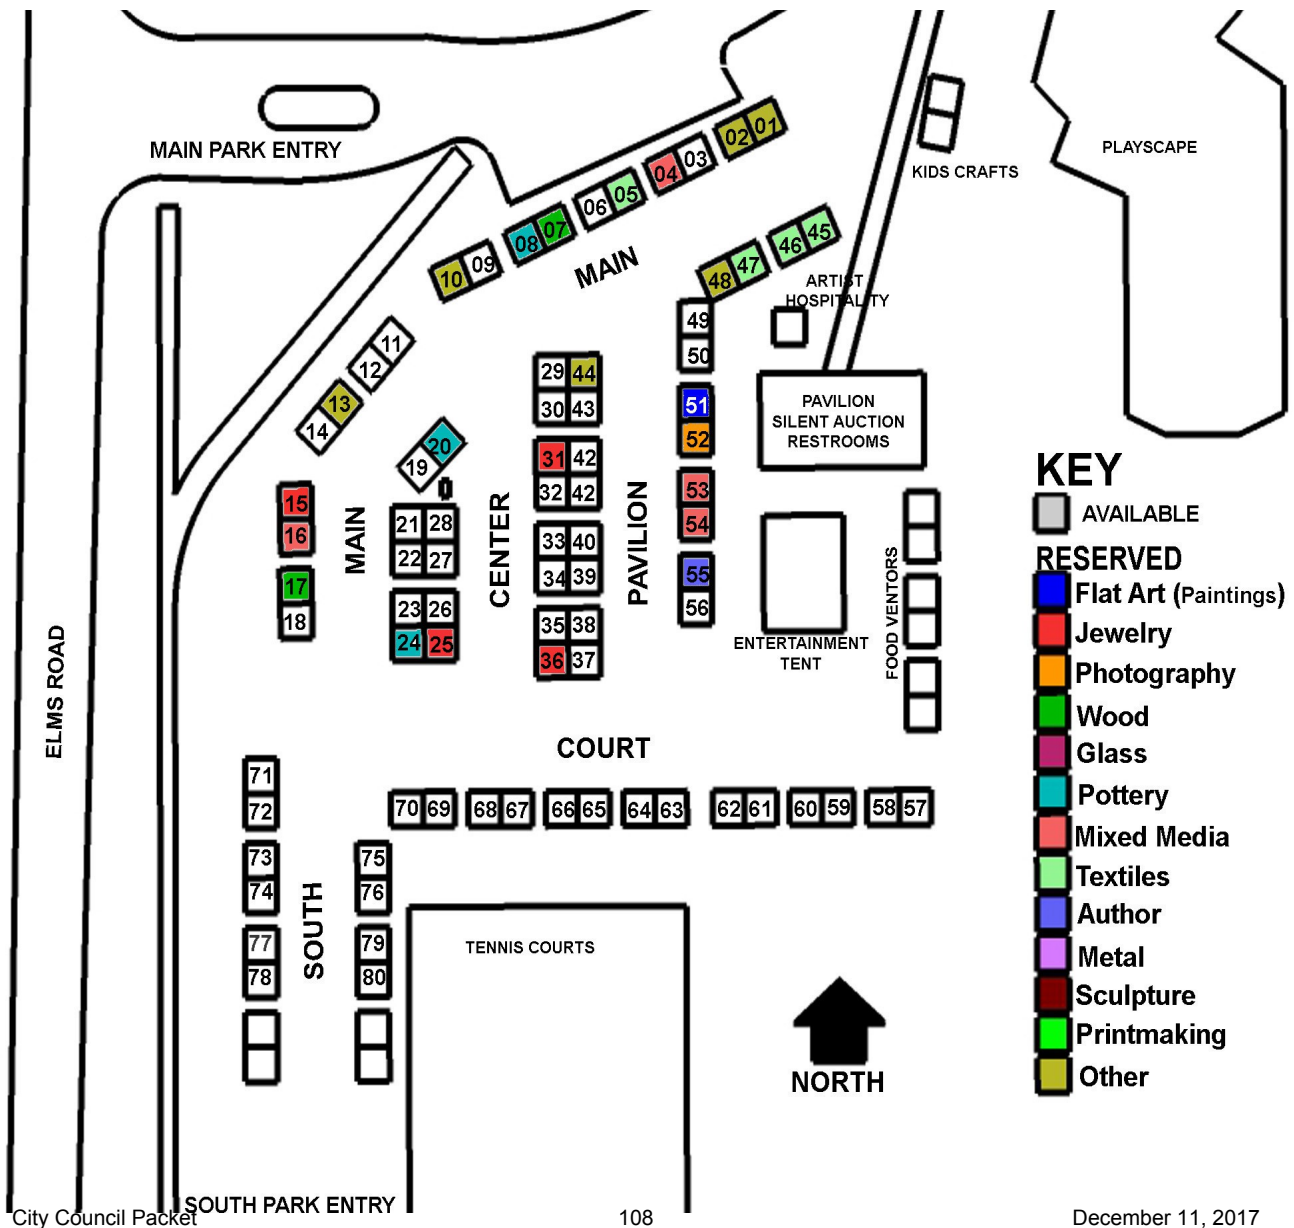 MAIN PARK ENTRY
PLAYSCAPE
KIDS CRAFTS
02 01
04 03
06 05
08 07
10 09
MAIN
46 45
48 47
ARTIST
HOSPITALITY
49
50
11
12
13
14
29 44
30 43
51
52
PAVILION
SILENT AUCTION
RESTROOMS
20
19
31 42
32 42
KEY
AVAILABLE
RESERVED
Flat Art (Paintings)
Jewelry
Photography
Wood
Glass
Pottery
Mixed Media
Textiles
Author
Metal
Sculpture
Printmaking
Other
15
16
17
18
MAIN
21 28
22 27
23 26
24 25
CENTER
33 40
34 39
35 38
36 37
PAVILION
53
54
55
56
ENTERTAINMENT
TENT
FOOD VENTORS
ELMS ROAD
COURT
71
72
70 69 68 67 66 65 64 63 62 61 60 59 58 57
73
74
75
76
SOUTH
77
78
79
80
TENNIS COURTS
NORTH
SOUTH PARK ENTRY
City Council Packet
108
December 11, 2017